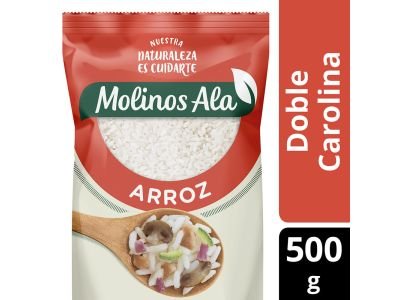 NUESTRA
NATURALEZA
ES CUIDARTE
Molinos Ala
ARROZ
Doble
Carolina
500
g